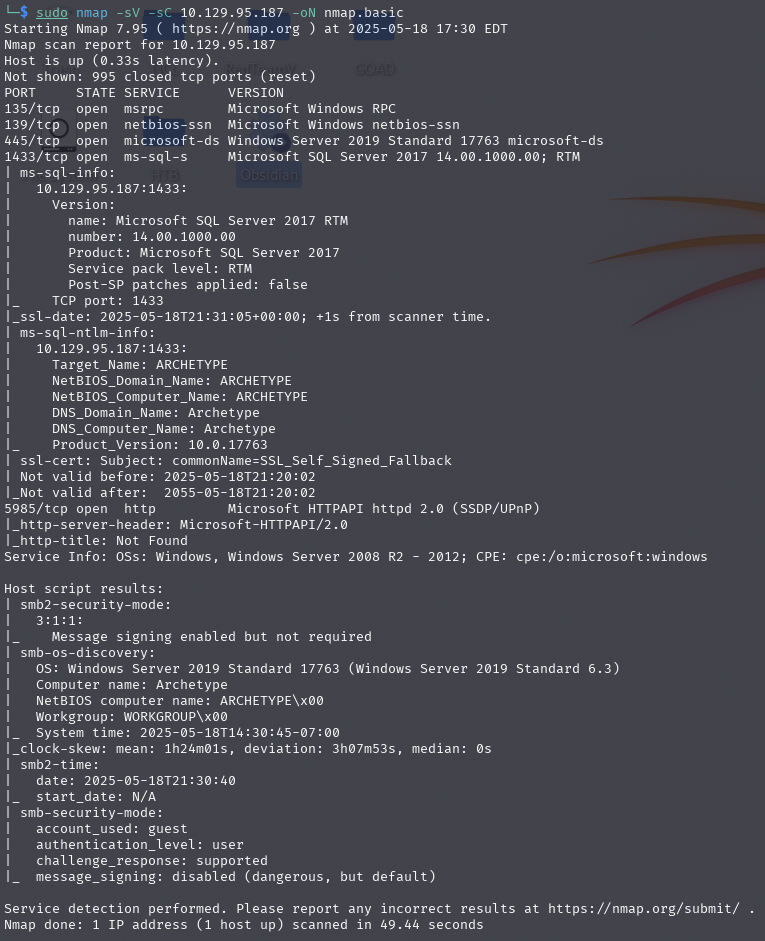 └─$ sudo nmap -sV -sC 10.129.95.187 -oN nmap.basic
Starting Nmap 7.95 ( https://nmap.org ) at 2025-05-18 17:30 EDT
Nmap scan report for 10.129.95.187
Host is up (0.33s latency).
Not shown: 995 closed tcp ports (reset)
GOAD
PORT     STATE SERVICE      VERSION
135/tcp  open  msrpc        Microsoft Windows RPC
139/tcp  open  netbios-ssn  Microsoft Windows netbios-ssn
445/tcp  open  microsoft-ds Windows Server 2019 Standard 17763 microsoft-ds
1433/tcp open  ms-sql-s     Microsoft SQL Server 2017 14.00.1000.00; RTM
| ms-sql-info:
HTB
Obsidian
|   10.129.95.187:1433:
|     Version:
|       name: Microsoft SQL Server 2017 RTM
|       number: 14.00.1000.00
|       Product: Microsoft SQL Server 2017
|       Service pack level: RTM
|       Post-SP patches applied: false
|_    TCP port: 1433
|_ssl-date: 2025-05-18T21:31:05+00:00; +1s from scanner time.
| ms-sql-ntlm-info:
|   10.129.95.187:1433:
|     Target_Name: ARCHETYPE
|     NetBIOS_Domain_Name: ARCHETYPE
|     NetBIOS_Computer_Name: ARCHETYPE
|     DNS_Domain_Name: Archetype
|     DNS_Computer_Name: Archetype
|_    Product_Version: 10.0.17763
| ssl-cert: Subject: commonName=SSL_Self_Signed_Fallback
| Not valid before: 2025-05-18T21:20:02
|_Not valid after:  2055-05-18T21:20:02
5985/tcp open  http         Microsoft HTTPAPI httpd 2.0 (SSDP/UPnP)
|_http-server-header: Microsoft-HTTPAPI/2.0
|_http-title: Not Found
Service Info: OSs: Windows, Windows Server 2008 R2 - 2012; CPE: cpe:/o:microsoft:windows
Host script results:
| smb2-security-mode:
|   3:1:1:
|_    Message signing enabled but not required
| smb-os-discovery:
|   OS: Windows Server 2019 Standard 17763 (Windows Server 2019 Standard 6.3)
|   Computer name: Archetype
|   NetBIOS computer name: ARCHETYPE\x00
|   Workgroup: WORKGROUP\x00
|_  System time: 2025-05-18T14:30:45-07:00
|_clock-skew: mean: 1h24m01s, deviation: 3h07m53s, median: 0s
| smb2-time:
|   date: 2025-05-18T21:30:40
|_  start_date: N/A
| smb-security-mode:
|   account_used: guest
|   authentication_level: user
|   challenge_response: supported
|_  message_signing: disabled (dangerous, but default)
Service detection performed. Please report any incorrect results at https://nmap.org/submit/ .
Nmap done: 1 IP address (1 host up) scanned in 49.44 seconds